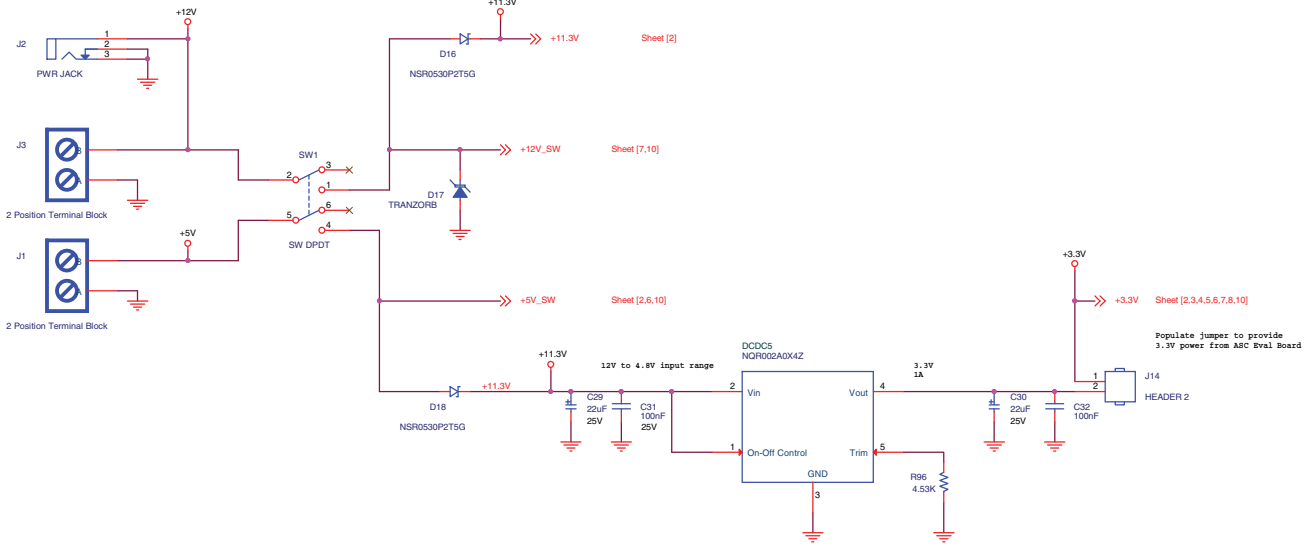 +12V
+11.3V
J2
1
2
3
PWR JACK
D16
NSR0530P2T5G
+11.3V
Sheet [2]
J3
B
A
2 Position Terminal Block
SW1
2
3
1
5
6
4
SW DPDT
+12V_SW
Sheet [7,10]
D17
TRANZORB
J1
+5V
B
A
2 Position Terminal Block
+5V_SW
Sheet [2,6,10]
+3.3V
+3.3V
Sheet [2,3,4,5,6,7,8,10]
Populate jumper to provide
3.3V power from ASC Eval Board
+11.3V
12V to 4.8V input range
DCDC5
NQR002A0X4Z
3.3V
1A
D18
NSR0530P2T5G
+11.3V
C29
22uF
25V
C31
100nF
25V
2
Vin
Vout
4
1
On-Off Control
Trim
5
GND
3
C30
22uF
25V
C32
100nF
1
2
J14
HEADER 2
R96
4.53K